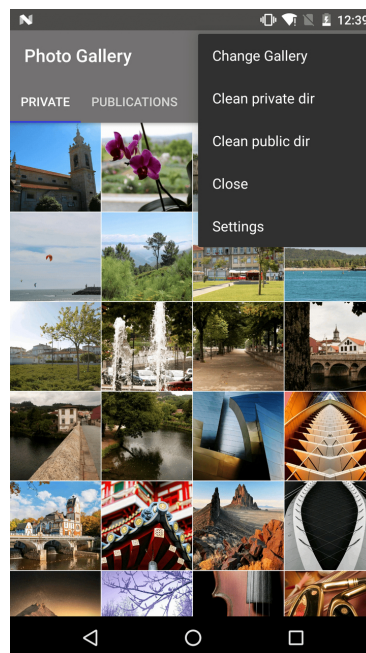 12:39
Photo Gallery
PRIVATE PUBLICATIONS
Change Gallery
Clean private dir
Clean public dir
Close
Settings